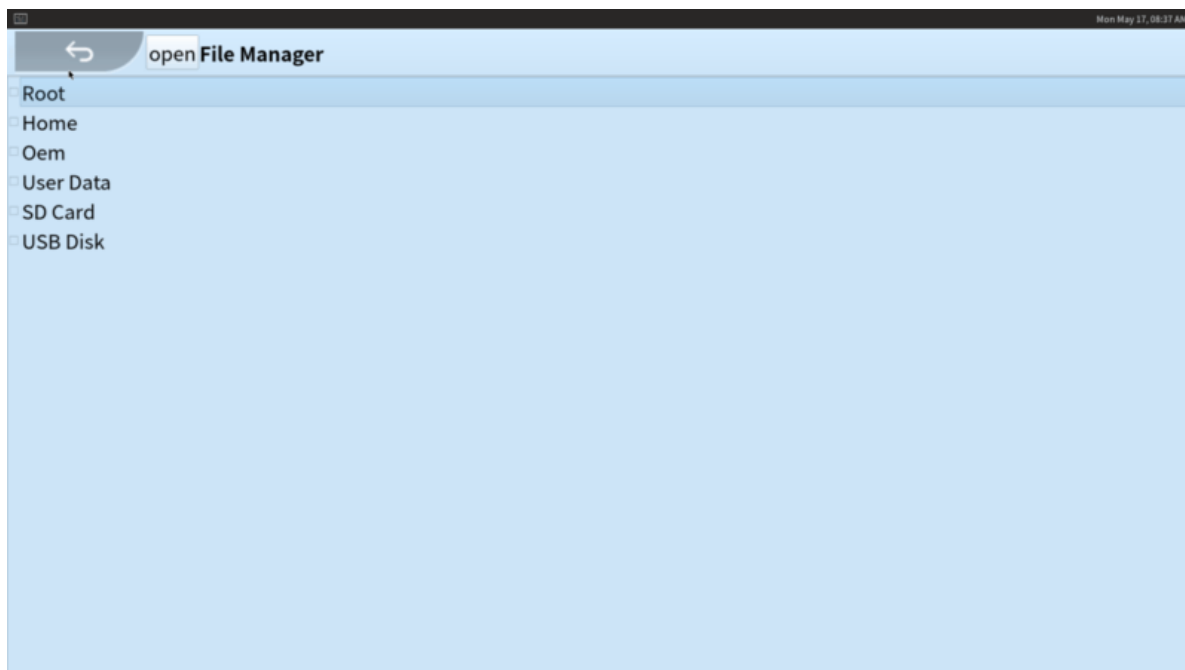 Mon May 17, 08:37 AM
open File Manager
Root
Home
Oem
User Data
SD Card
USB Disk